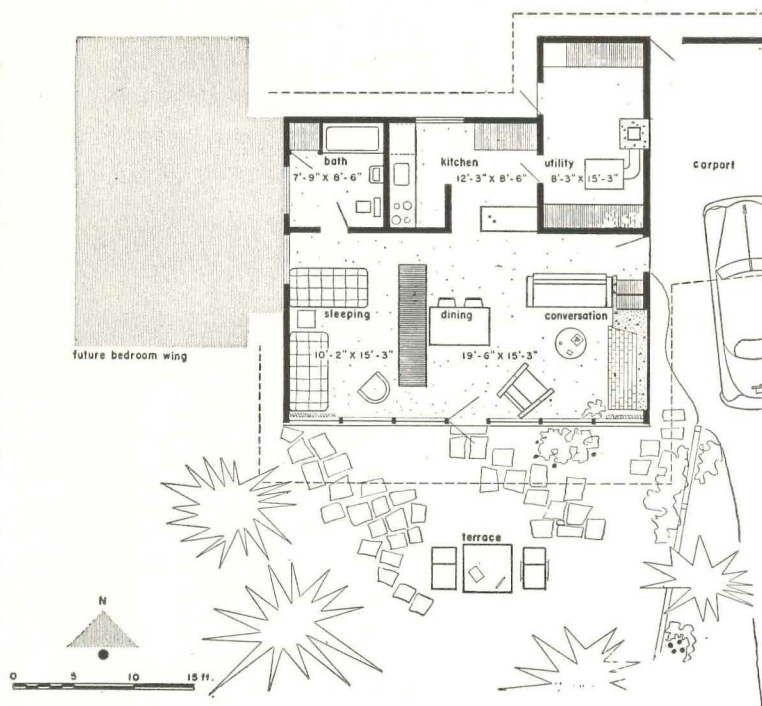 bath
7'-9" X 8'-6"
kitchen
12'-3" X 8'-6"
utility
8'-3" X 15'-3"
carport
sleeping
10'-2" X 15'-3"
dining
conversation
19'-6" X 15'-3"
future bedroom wing
terrace
N
0 5 10 15 ft.